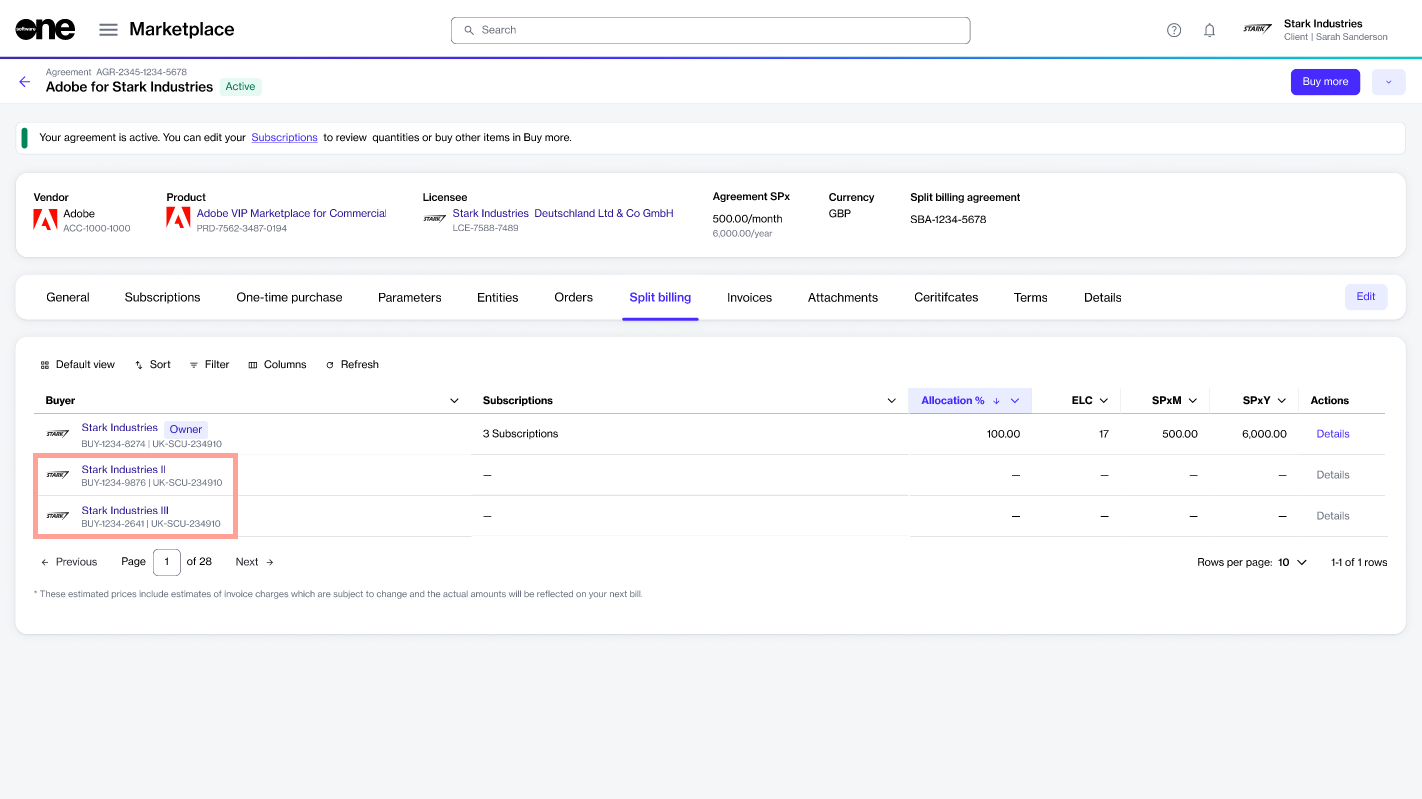 software one
Marketplace
Search
Stark Industries
Client | Sarah Sanderson
Agreement AGR-2345-1234-5678
Adobe for Stark Industries Active
Buy more
Your agreement is active. You can edit your Subscriptions to review quantities or buy other items in Buy more.
Vendor
Adobe
ACC-1000-1000
Product
Adobe VIP Marketplace for Commercial
PRD-7562-3487-0194
Licensee
STARK
Stark Industries Deutschland Ltd & Co GmbH
LCE-7588-7489
Agreement SPx
500.00/month
6,000.00/year
Currency
GBP
Split billing agreement
SBA-1234-5678
General Subscriptions One-time purchase Parameters Entities Orders Split billing Invoices Attachments Ceritifcates Terms Details Edit
Default view Sort Filter Columns Refresh
Buyer Subscriptions Allocation % ELC SPxM SPxY Actions
STARK Stark Industries Owner
BUY-1234-8274 | UK-SCU-234910
3 Subscriptions 100.00 17 500.00 6,000.00 Details
STARK Stark Industries II
BUY-1234-9876 | UK-SCU-234910
— — — — — Details
STARK Stark Industries III
BUY-1234-2641 | UK-SCU-234910
— — — — — Details
Previous Page 1 of 28 Next Rows per page: 10 1-1 of 1 rows
* These estimated prices include estimates of invoice charges which are subject to change and the actual amounts will be reflected on your next bill.